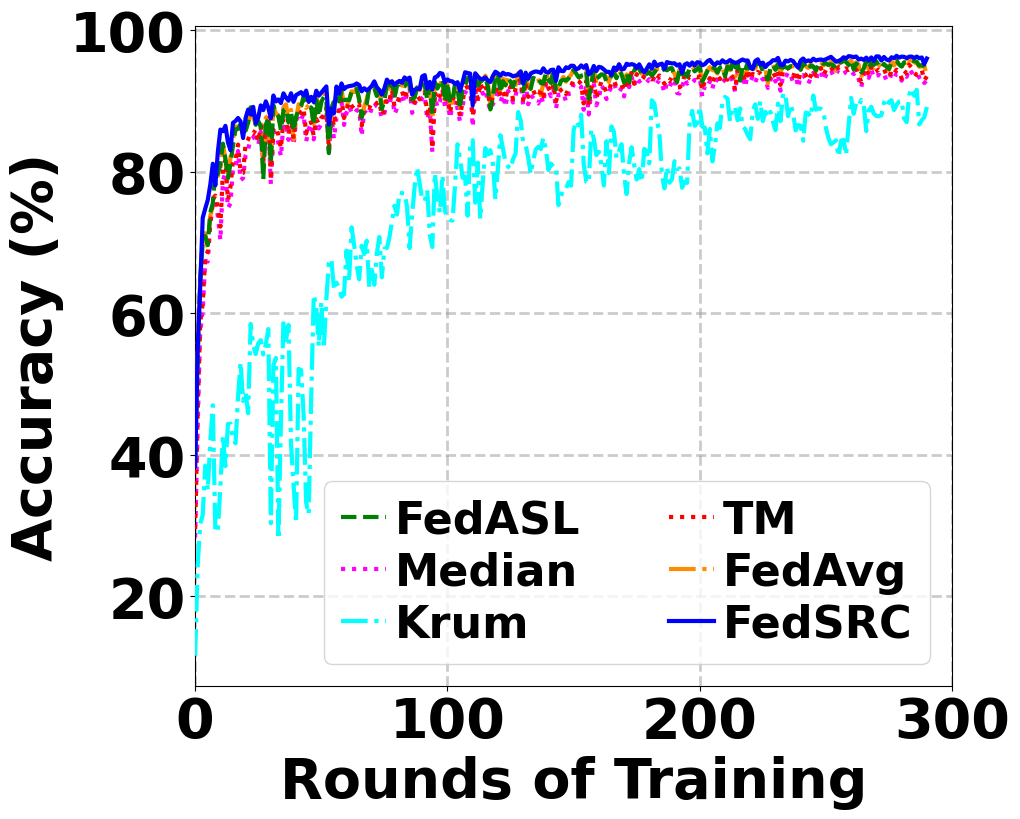 100
80
60
40
20
Accuracy (%)
FedASL
Median
Krum
TM
FedAvg
FedSRC
0 100 200 300
Rounds of Training